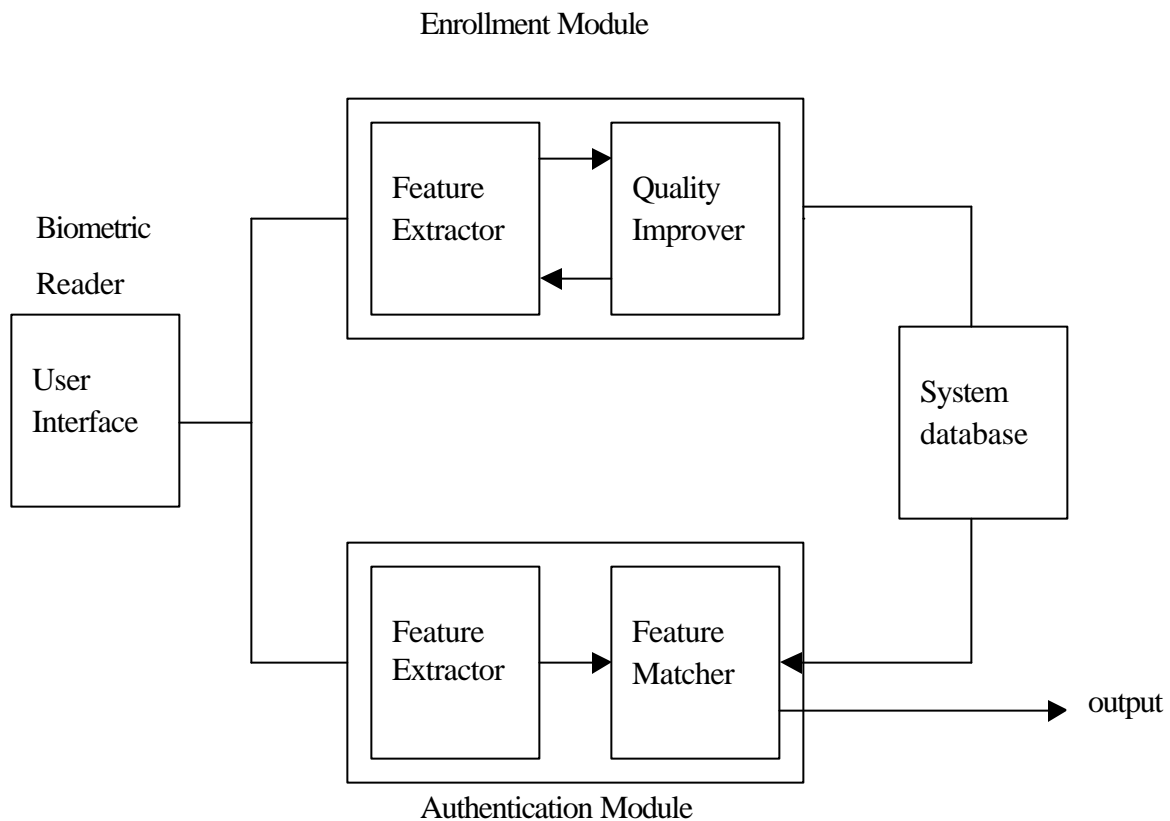 Enrollment Module
Feature
Extractor
Quality
Improver
Biometric
Reader
User
Interface
System
database
Feature
Extractor
Feature
Matcher
output
Authentication Module